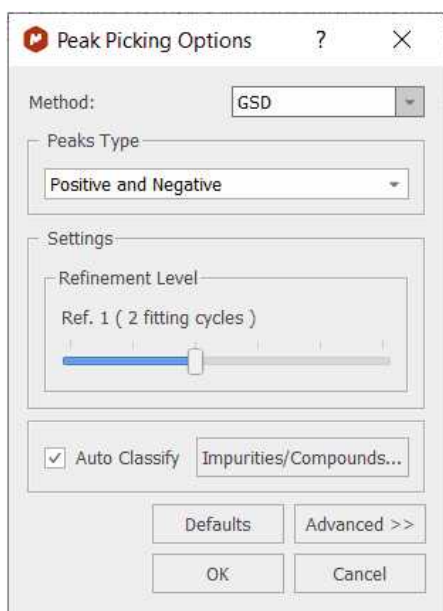 Peak Picking Options ? X
Method: GSD
Peaks Type
Positive and Negative
Settings
Refinement Level
Ref. 1 ( 2 fitting cycles )
Auto Classify Impurities/Compounds...
Defaults Advanced >>
OK Cancel